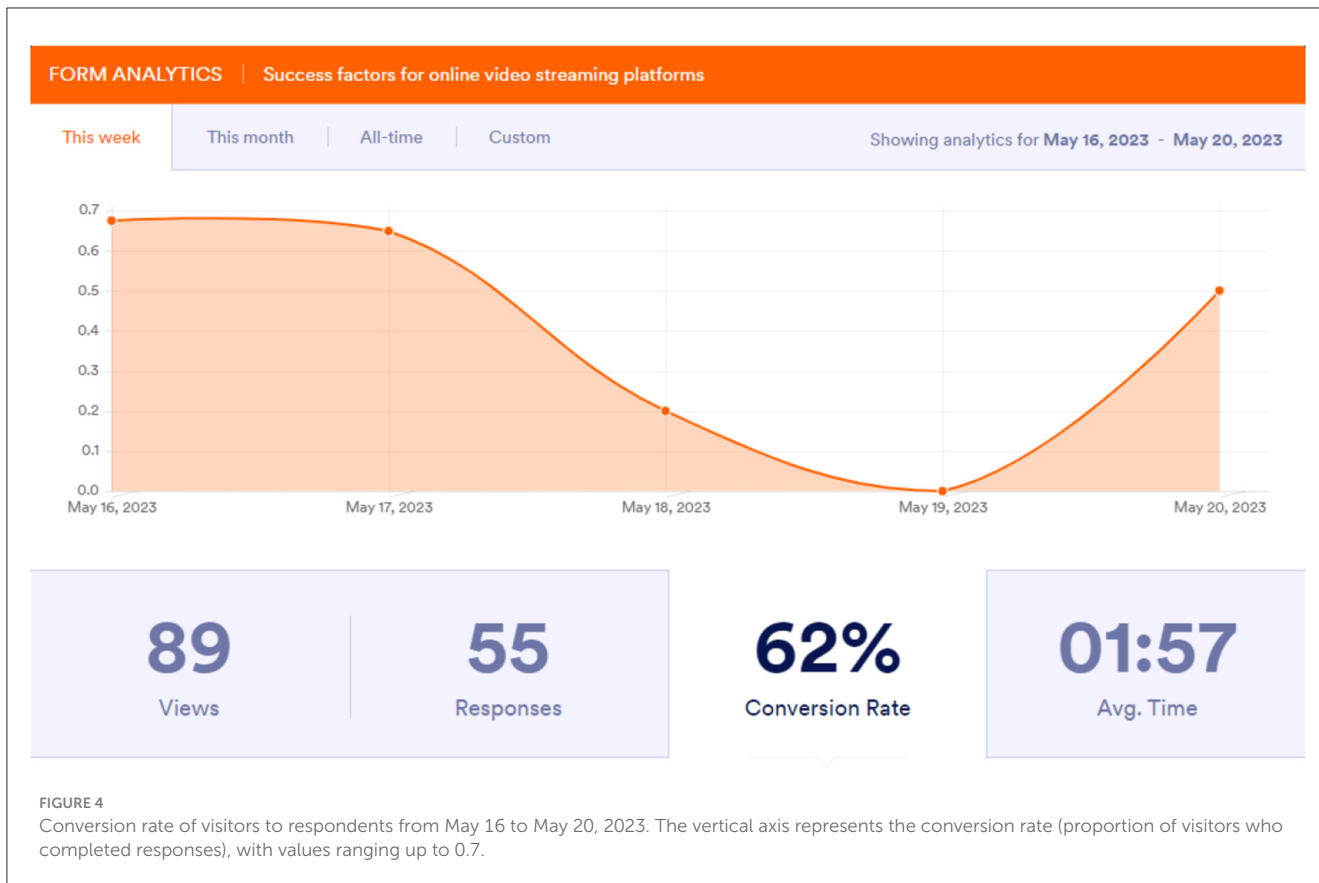 FORM ANALYTICS | Success factors for online video streaming platforms
This week | This month | All-time | Custom
Showing analytics for May 16, 2023 - May 20, 2023
0.7
0.6
0.5
0.4
0.3
0.2
0.1
0.0
May 16, 2023 May 17, 2023 May 18, 2023 May 19, 2023 May 20, 2023
89
Views
55
Responses
62%
Conversion Rate
01:57
Avg. Time
FIGURE 4
Conversion rate of visitors to respondents from May 16 to May 20, 2023. The vertical axis represents the conversion rate (proportion of visitors who
completed responses), with values ranging up to 0.7.